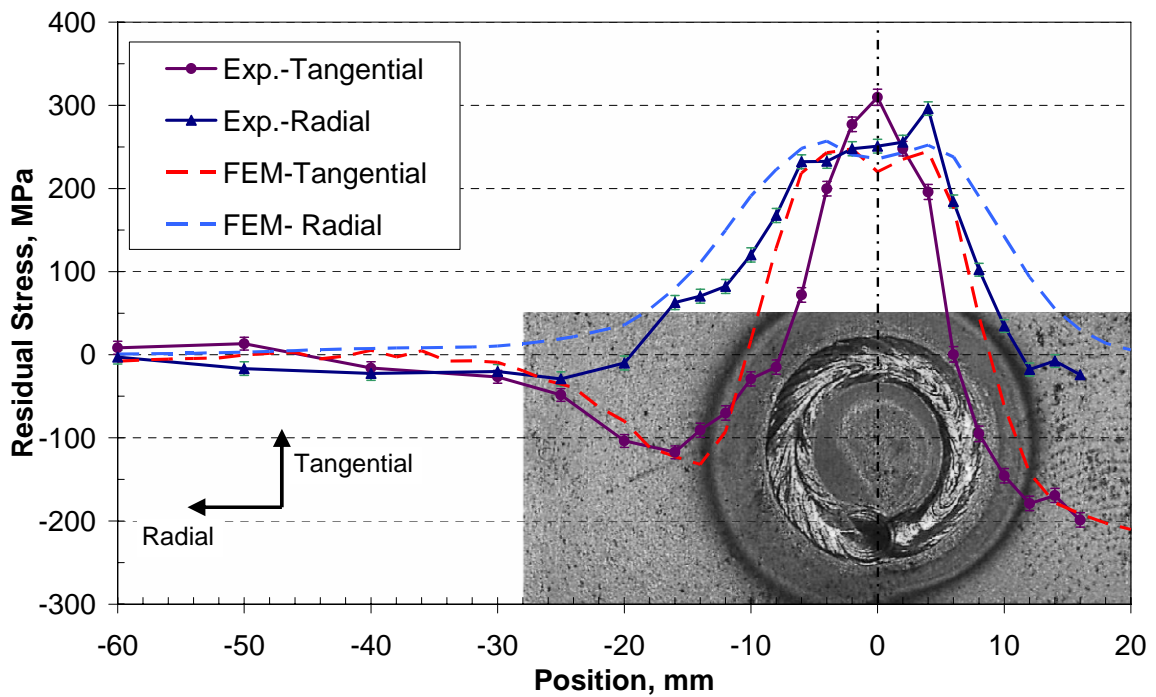 400
300
200
100
0
-100
-200
-300
Residual Stress, MPa
Exp.-Tangential
Exp.-Radial
FEM-Tangential
FEM- Radial
Tangential
Radial
-60 -50 -40 -30 -20 -10 0 10 20
Position, mm